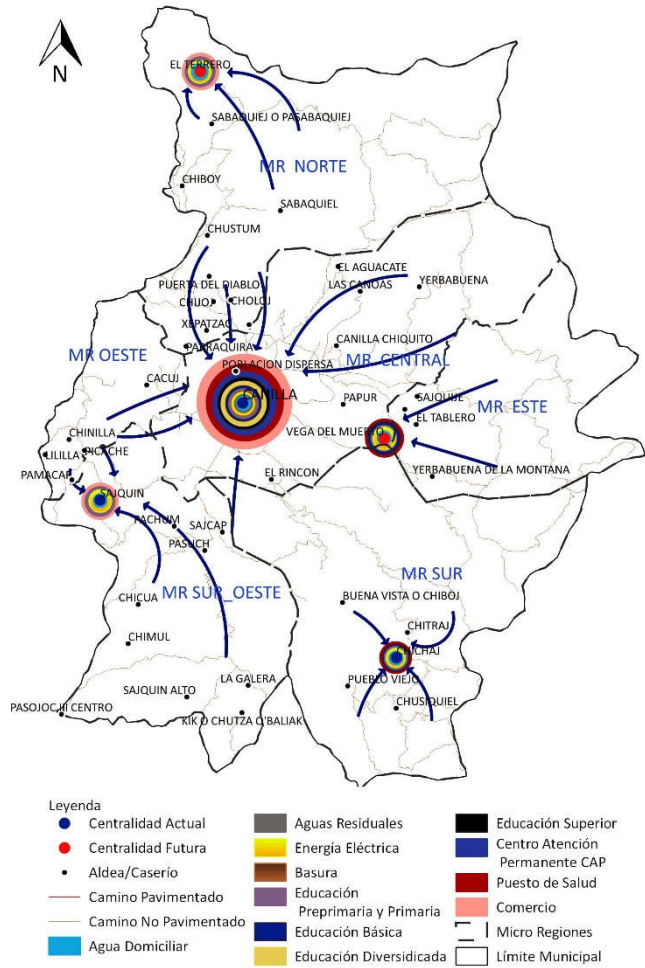 N
EL TERRERO
SABAQUIEJ O PASABAQUIEJ
MR NORTE
CHIBOY
SABAQUIEL
CHUSTUM
EL AGUACATE
PUERTA DEL DIABLO
LAS CANOAS
YERBABUENA
CHIJOJ
CHOLOJ
XEPATZAC
PARRAQUIRA
CANILLA CHIQUITO
MR OESTE
MR CENTRAL
POBLACION DISPERSA
CACUJ
CANILLA
PAPUR
SAJQUIJE
MR ESTE
EL TABLERO
VEGA DEL MUERTO
CHINILLA
LILILLA
PICACHE
PAMACAP
EL RINCON
YERBABUENA DE LA MONTANA
SAJQUIN
PACHUM
SAJCAP
PASUCH
MR SUR
CHICUA
MR SUR_OESTE
BUENA VISTA O CHIBOJ
CHITRAJ
CHIMUL
CHICHAJ
LA GALERA
PUEBLO VIEJO
SAJQUIN ALTO
CHUSIQUIEL
PASOJOC III CENTRO
KIK O CHUTZA Q'BALIAK
Leyenda
Centralidad Actual
Centralidad Futura
Aldea/Caserío
Camino Pavimentado
Camino No Pavimentado
Agua Domiciliar
Aguas Residuales
Energía Eléctrica
Basura
Educación
Preprimaria y Primaria
Educación Básica
Educación Diversidicada
Educación Superior
Centro Atención
Permanente CAP
Puesto de Salud
Comercio
Micro Regiones
Límite Municipal